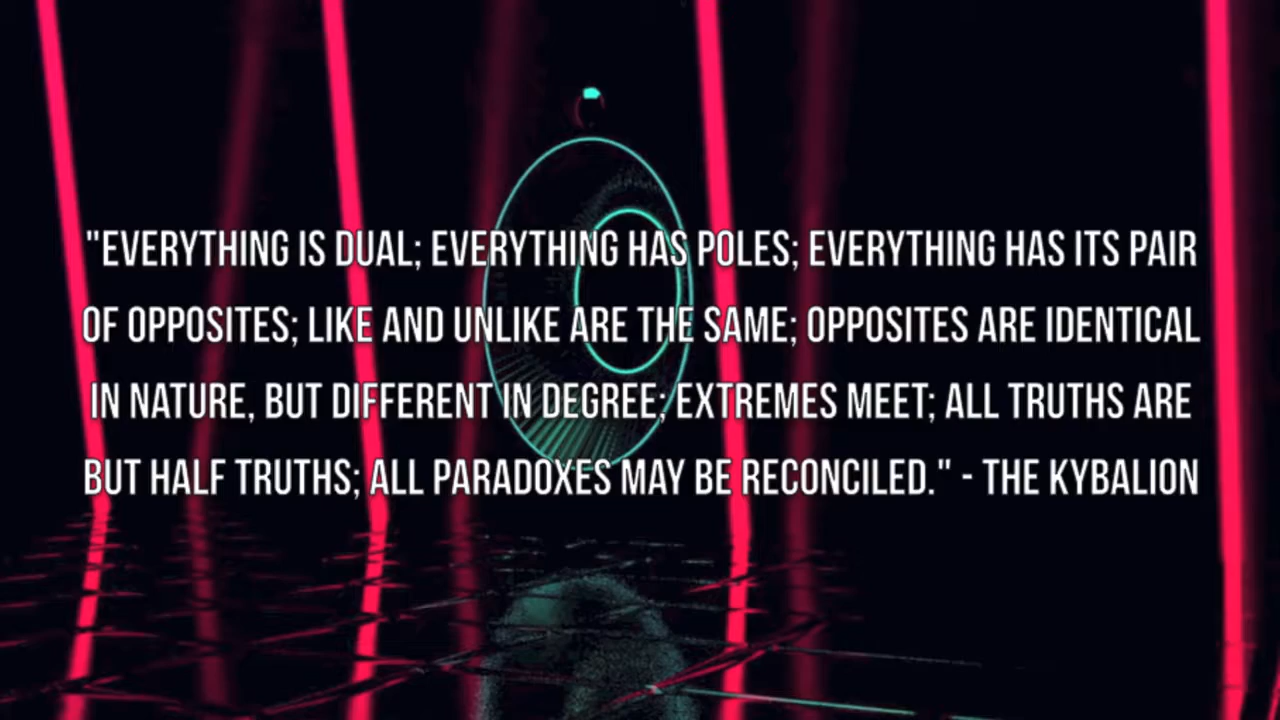 "EVERYTHING IS DUAL; EVERYTHING HAS POLES; EVERYTHING HAS ITS PAIR
OF OPPOSITES; LIKE AND UNLIKE ARE THE SAME; OPPOSITES ARE IDENTICAL
IN NATURE, BUT DIFFERENT IN DEGREE; EXTREMES MEET; ALL TRUTHS ARE
BUT HALF TRUTHS; ALL PARADOXES MAY BE RECONCILED." - THE KYBALION